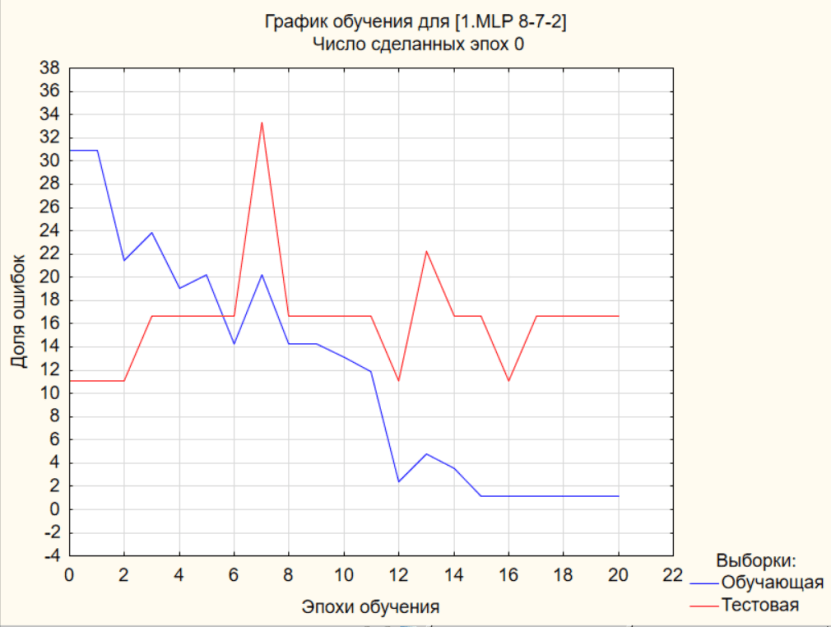 График обучения для [1.MLP 8-7-2]
Число сделанных эпох 0
Доля ошибок
38
36
34
32
30
28
26
24
22
20
18
16
14
12
10
8
6
4
2
0
-2
-4
0 2 4 6 8 10 12 14 16 18 20 22
Эпохи обучения
Выборки:
Обучающая
Тестовая